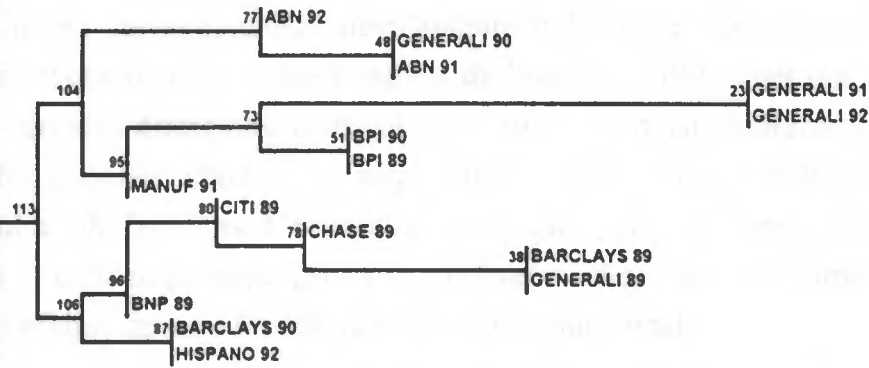 77 ABN 92
48 GENERALI 90
ABN 91
104
23 GENERALI 91
73
GENERALI 92
51 BPI 90
BPI 89
95
MANUF 91
113
80 CITI 89
78 CHASE 89
38 BARCLAYS 89
96
GENERALI 89
106
BNP 89
87 BARCLAYS 90
HISPANO 92